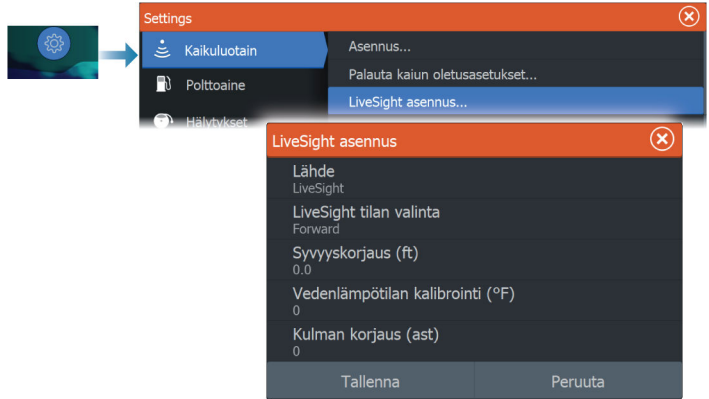 Settings
Kaikuluotain
Asennus...
Polttoaine
Palauta kaiun oletusasetukset...
Hälytykset
LiveSight asennus...
LiveSight asennus
Lähde
LiveSight
LiveSight tilan valinta
Forward
Syvyyskorjaus (ft)
0.0
Vedenlämpötilan kalibrointi (°F)
0
Kulman korjaus (ast)
0
Tallenna
Peruuta